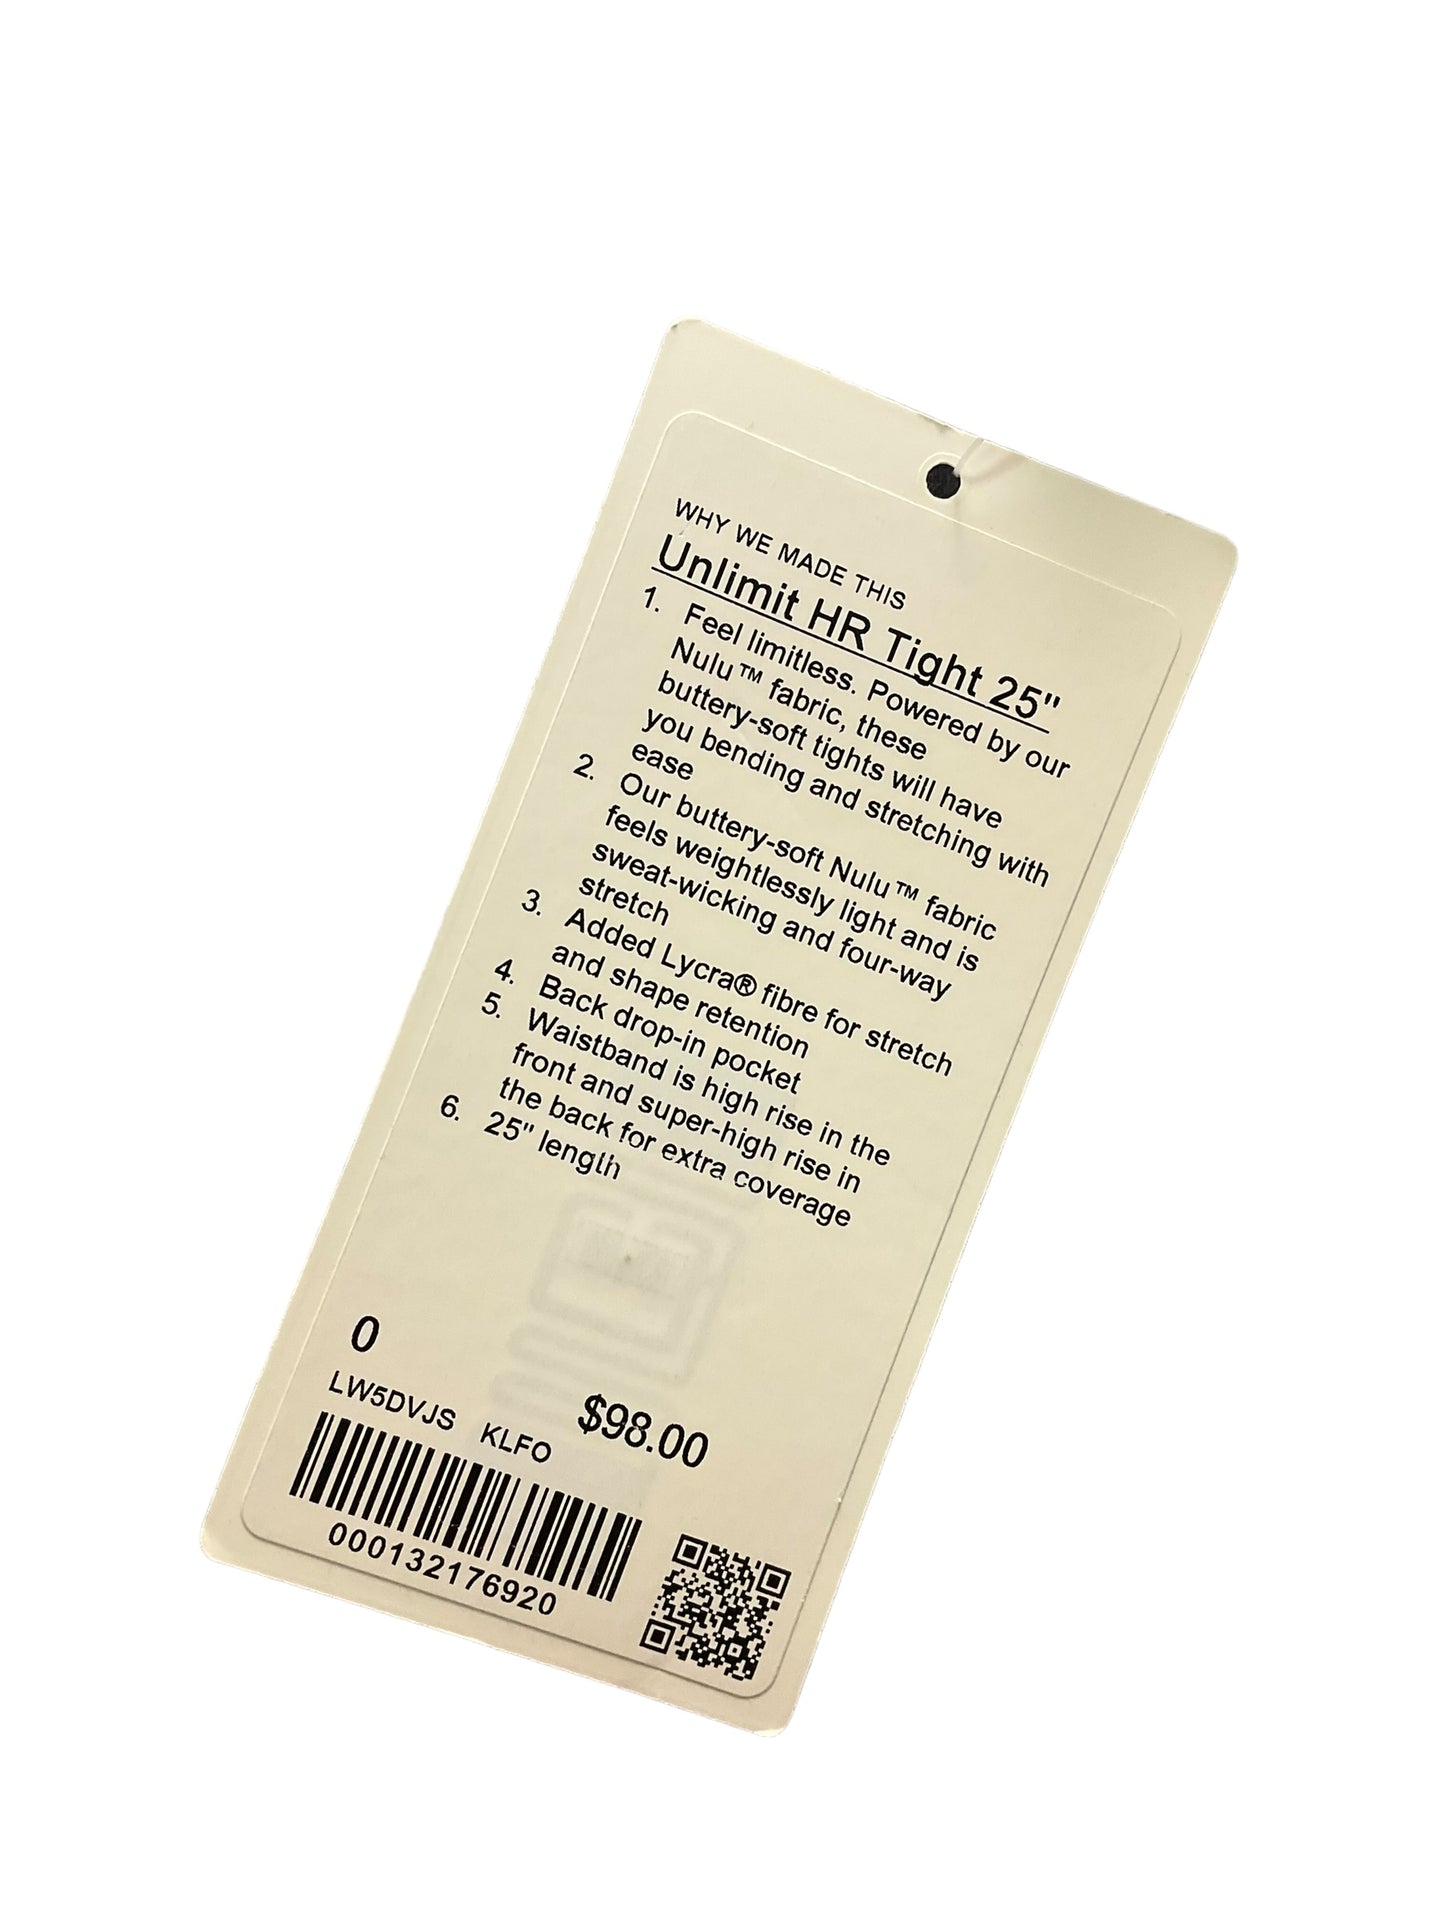 WHY WE MADE THIS
Unlimit HR Tight 25"
1. Feel limitless. Powered by our
Nulu™ fabric, these
buttery-soft tights will have
you bending and stretching with
ease
2. Our buttery-soft Nulu™ fabric
feels weightlessly light and is
sweat-wicking and four-way
stretch
3. Added Lycra® fibre for stretch
and shape retention
4. Back drop-in pocket
5. Waistband is high rise in the
front and super-high rise in
the back for extra coverage
6. 25" length
0
$98.00
LW5DVJS KLFO
000132176920